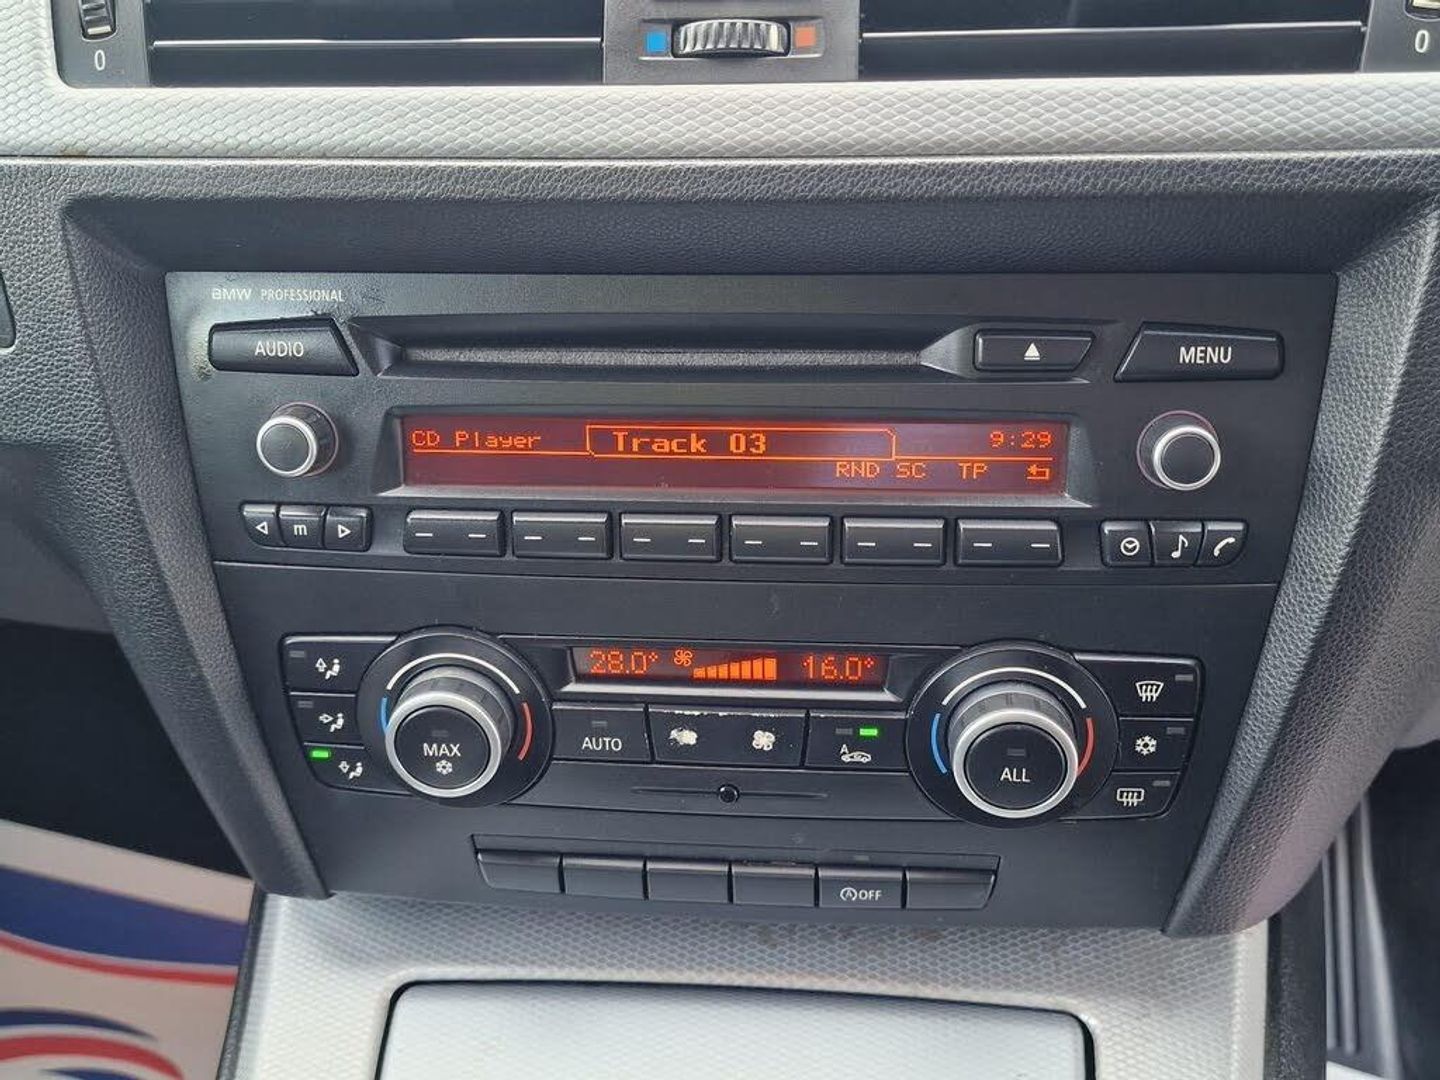 0
0
BMW PROFESSIONAL
AUDIO
MENU
CD Player
Track 03
9:29
RND SC TP
m
28.0°
16.0°
MAX
AUTO
A
ALL
A OFF